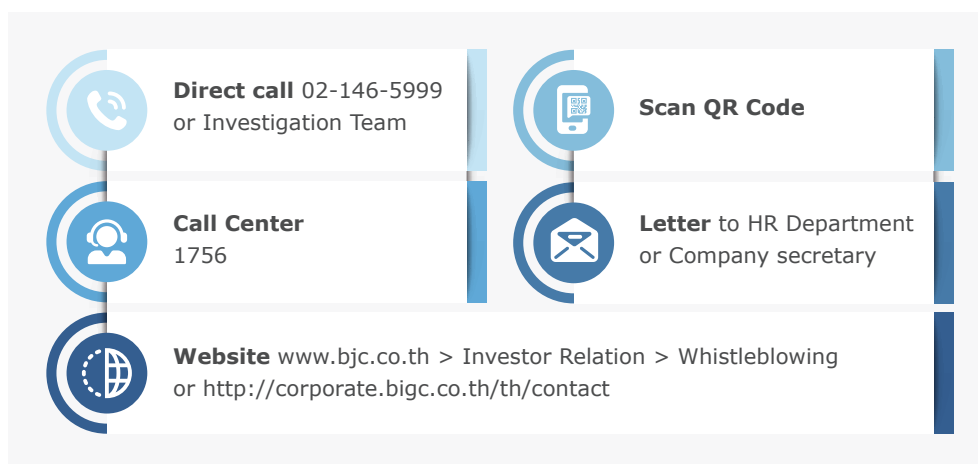 Direct call 02-146-5999
or Investigation Team
Scan QR Code
Call Center
1756
Letter to HR Department
or Company secretary
Website www.bjc.co.th > Investor Relation > Whistleblowing
or http://corporate.bigc.co.th/th/contact